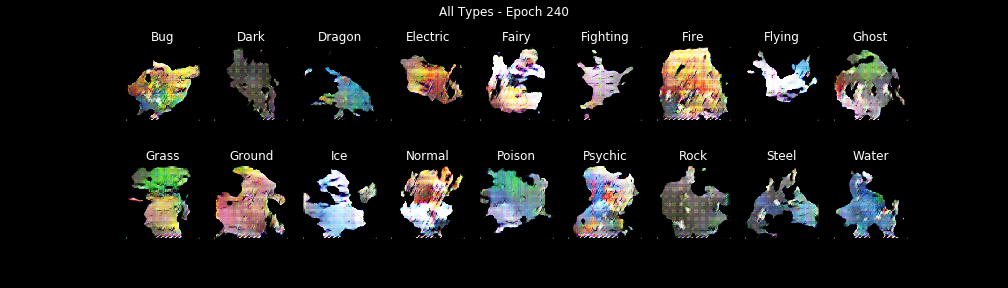 All Types - Epoch 240
Bug Dark Dragon Electric Fairy Fighting Fire Flying Ghost
Grass Ground Ice Normal Poison Psychic Rock Steel Water